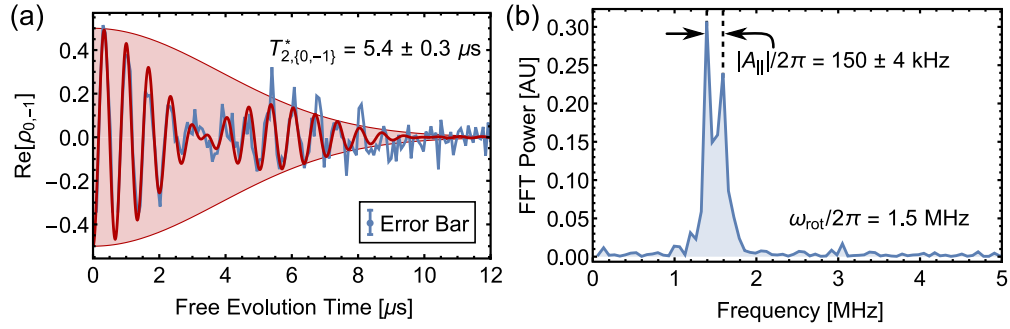 (a)
T*2,{0,−1} = 5.4 ± 0.3 μs
Re[ρ0,−1]
0.4
0.2
0.0
−0.2
−0.4
Error Bar
0 2 4 6 8 10 12
Free Evolution Time [μs]
(b)
FFT Power [AU]
0.30
0.25
0.20
0.15
0.10
0.05
0.00
|A||||/2π = 150 ± 4 kHz
ωrot/2π = 1.5 MHz
0 1 2 3 4 5
Frequency [MHz]